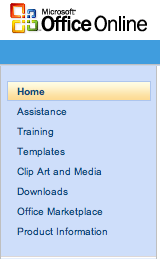 Microsoft®
Office Online
Home
Assistance
Training
Templates
Clip Art and Media
Downloads
Office Marketplace
Product Information